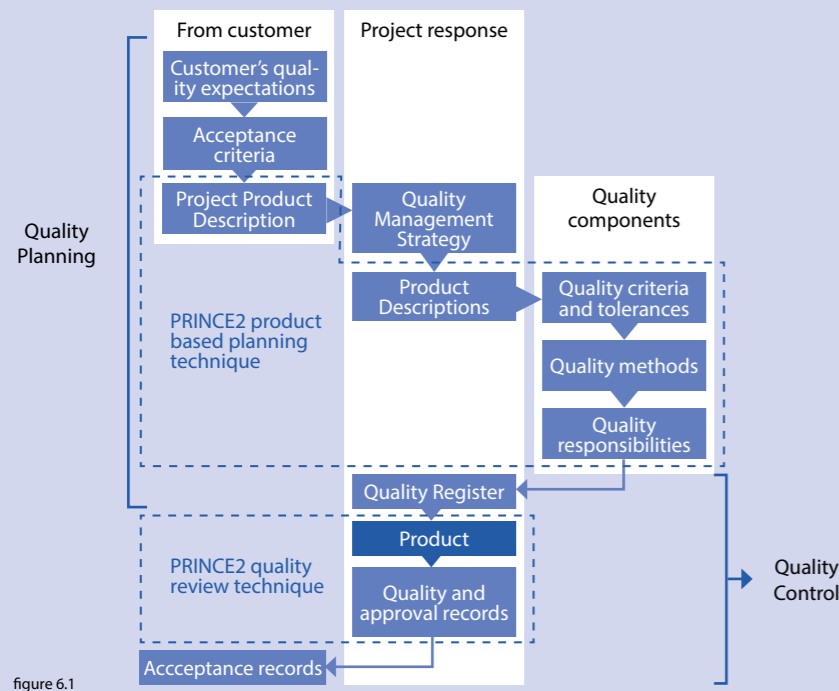 From customer
Project response
Customer's qual-
ity expectations
Acceptance
criteria
Project Product
Description
Quality
Management
Strategy
Quality
components
Quality
Planning
Product
Descriptions
Quality criteria
and tolerances
PRINCE2 product
based planning
technique
Quality methods
Quality
responsibilities
Quality Register
Product
PRINCE2 quality
review technique
Quality and
approval records
Quality
Control
Accceptance records
figure 6.1